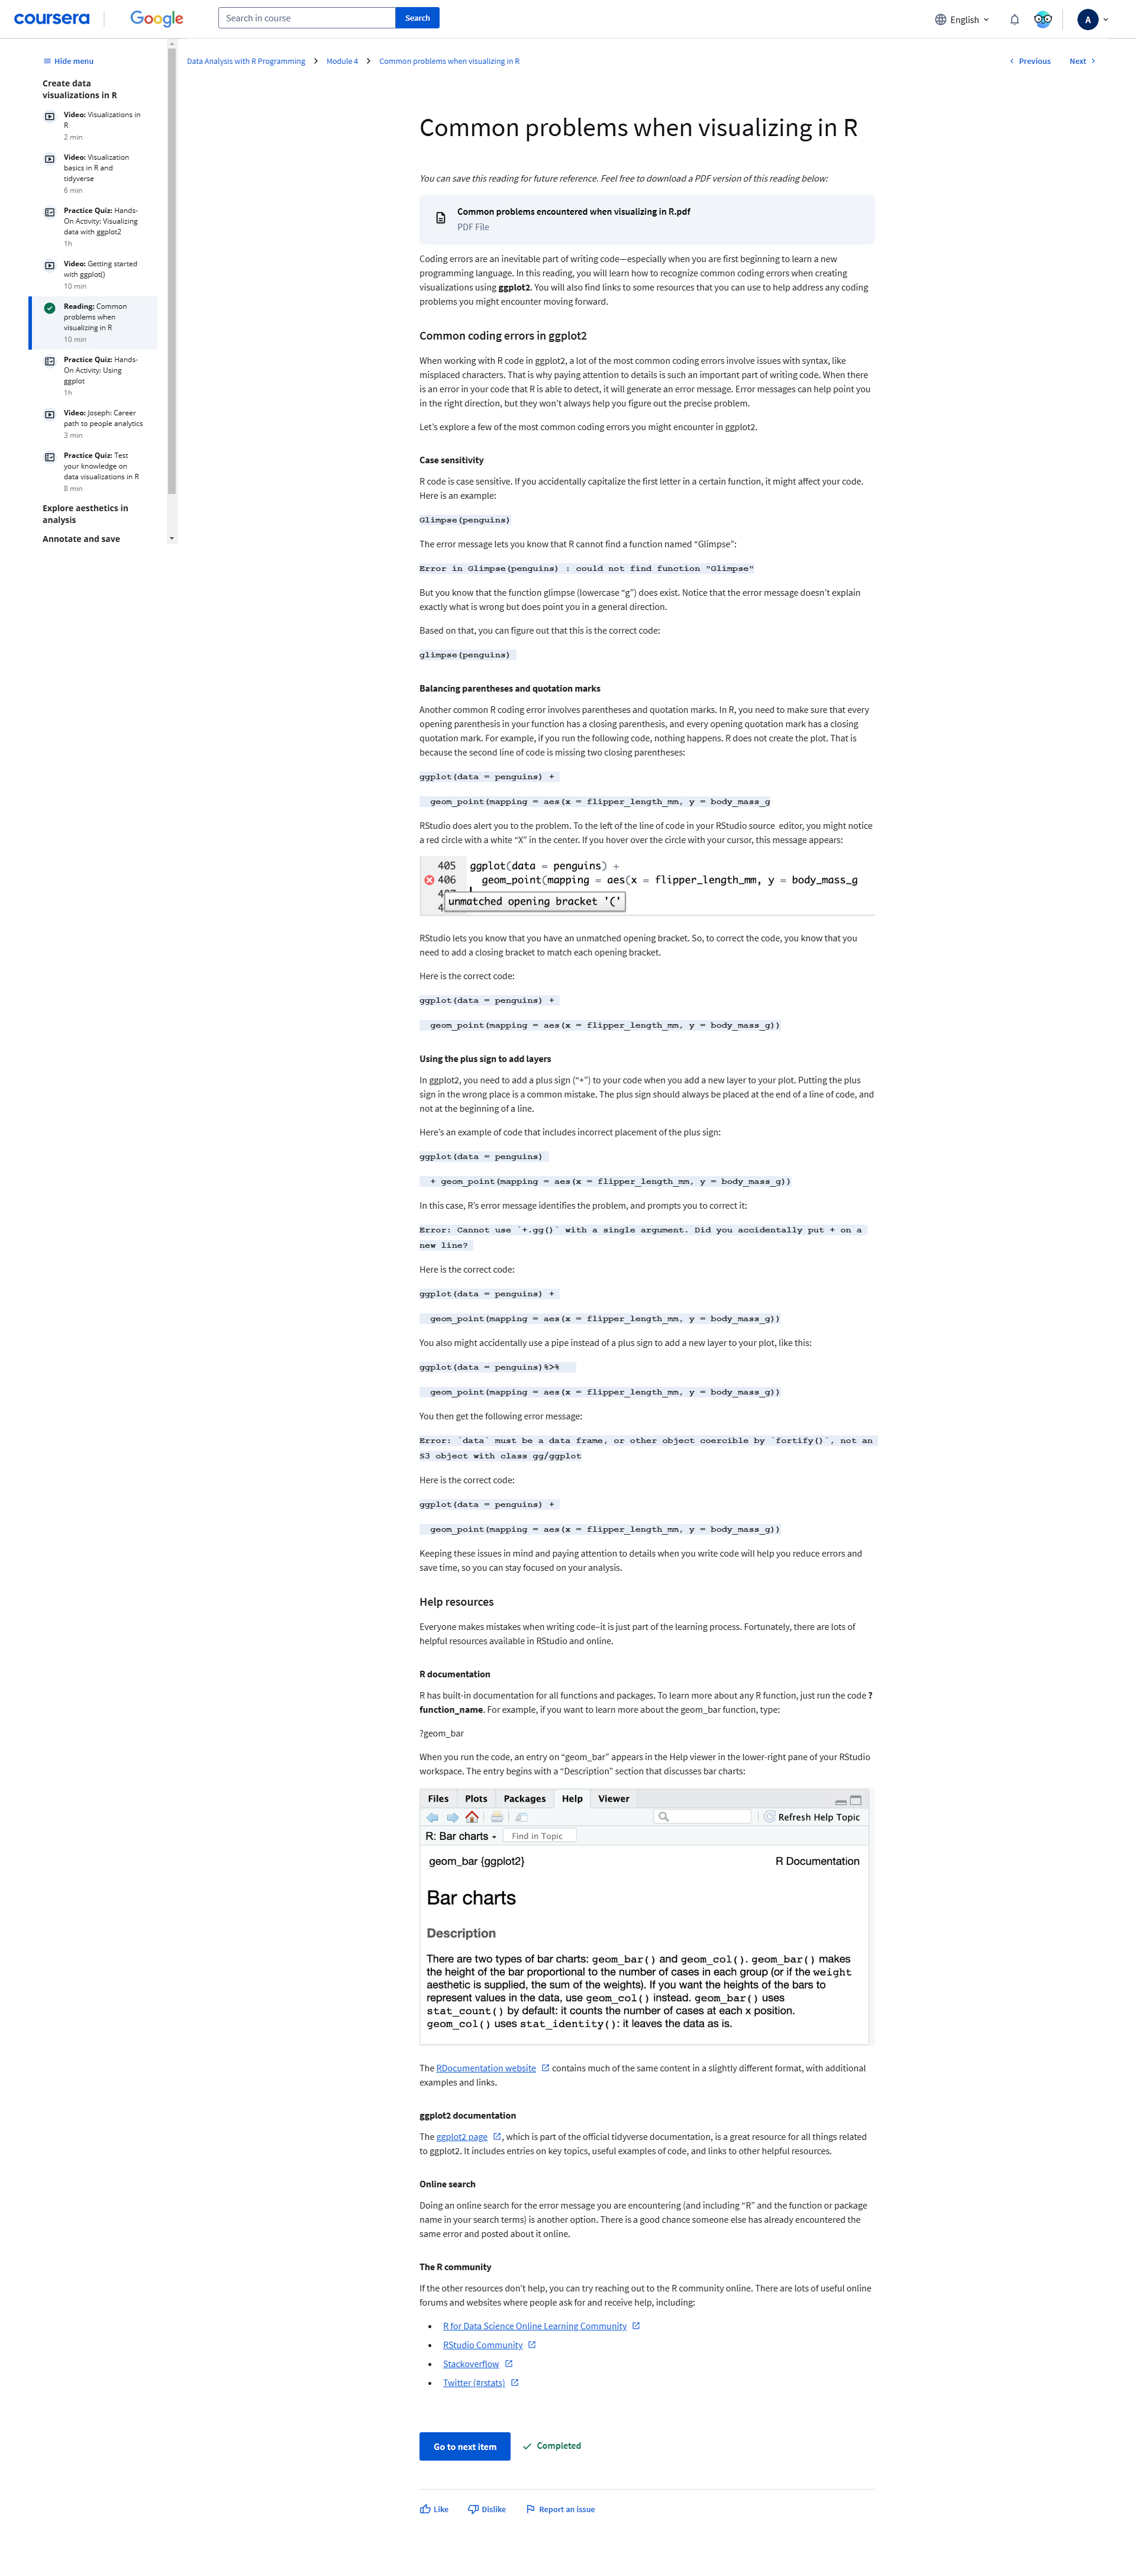 coursera
Google
Search in course
Search
English
A
Hide menu
Data Analysis with R Programming
Module 4
Common problems when visualizing in R
Previous
Next
Create data
visualizations in R
Video: Visualizations in
R
2 min
Video: Visualization
basics in R and
tidyverse
6 min
Practice Quiz: Hands-
On Activity: Visualizing
data with ggplot2
1h
Video: Getting started
with ggplot()
10 min
Reading: Common
problems when
visualizing in R
10 min
Practice Quiz: Hands-
On Activity: Using
ggplot
1h
Video: Joseph: Career
path to people analytics
3 min
Practice Quiz: Test
your knowledge on
data visualizations in R
8 min
Explore aesthetics in
analysis
Annotate and save
Common problems when visualizing in R
You can save this reading for future reference. Feel free to download a PDF version of this reading below:
Common problems encountered when visualizing in R.pdf
PDF File
Coding errors are an inevitable part of writing code—especially when you are first beginning to learn a new
programming language. In this reading, you will learn how to recognize common coding errors when creating
visualizations using ggplot2. You will also find links to some resources that you can use to help address any coding
problems you might encounter moving forward.
Common coding errors in ggplot2
When working with R code in ggplot2, a lot of the most common coding errors involve issues with syntax, like
misplaced characters. That is why paying attention to details is such an important part of writing code. When there
is an error in your code that R is able to detect, it will generate an error message. Error messages can help point you
in the right direction, but they won’t always help you figure out the precise problem.
Let’s explore a few of the most common coding errors you might encounter in ggplot2.
Case sensitivity
R code is case sensitive. If you accidentally capitalize the first letter in a certain function, it might affect your code.
Here is an example:
Glimpse(penguins)
The error message lets you know that R cannot find a function named “Glimpse”:
Error in Glimpse(penguins) : could not find function "Glimpse"
But you know that the function glimpse (lowercase “g”) does exist. Notice that the error message doesn’t explain
exactly what is wrong but does point you in a general direction.
Based on that, you can figure out that this is the correct code:
glimpse(penguins)
Balancing parentheses and quotation marks
Another common R coding error involves parentheses and quotation marks. In R, you need to make sure that every
opening parenthesis in your function has a closing parenthesis, and every opening quotation mark has a closing
quotation mark. For example, if you run the following code, nothing happens. R does not create the plot. That is
because the second line of code is missing two closing parentheses:
ggplot(data = penguins) +
geom_point(mapping = aes(x = flipper_length_mm, y = body_mass_g
RStudio does alert you to the problem. To the left of the line of code in your RStudio source editor, you might notice
a red circle with a white “X” in the center. If you hover over the circle with your cursor, this message appears:
405 ggplot(data = penguins) +
406 geom_point(mapping = aes(x = flipper_length_mm, y = body_mass_g
unmatched opening bracket '('
RStudio lets you know that you have an unmatched opening bracket. So, to correct the code, you know that you
need to add a closing bracket to match each opening bracket.
Here is the correct code:
ggplot(data = penguins) +
geom_point(mapping = aes(x = flipper_length_mm, y = body_mass_g))
Using the plus sign to add layers
In ggplot2, you need to add a plus sign (“+”) to your code when you add a new layer to your plot. Putting the plus
sign in the wrong place is a common mistake. The plus sign should always be placed at the end of a line of code, and
not at the beginning of a line.
Here’s an example of code that includes incorrect placement of the plus sign:
ggplot(data = penguins)
+ geom_point(mapping = aes(x = flipper_length_mm, y = body_mass_g))
In this case, R’s error message identifies the problem, and prompts you to correct it:
Error: Cannot use `+.gg()` with a single argument. Did you accidentally put + on a
new line?
Here is the correct code:
ggplot(data = penguins) +
geom_point(mapping = aes(x = flipper_length_mm, y = body_mass_g))
You also might accidentally use a pipe instead of a plus sign to add a new layer to your plot, like this:
ggplot(data = penguins)%>%
geom_point(mapping = aes(x = flipper_length_mm, y = body_mass_g))
You then get the following error message:
Error: `data` must be a data frame, or other object coercible by `fortify()`, not an
S3 object with class gg/ggplot
Here is the correct code:
ggplot(data = penguins) +
geom_point(mapping = aes(x = flipper_length_mm, y = body_mass_g))
Keeping these issues in mind and paying attention to details when you write code will help you reduce errors and
save time, so you can stay focused on your analysis.
Help resources
Everyone makes mistakes when writing code–it is just part of the learning process. Fortunately, there are lots of
helpful resources available in RStudio and online.
R documentation
R has built-in documentation for all functions and packages. To learn more about any R function, just run the code ?
function_name. For example, if you want to learn more about the geom_bar function, type:
?geom_bar
When you run the code, an entry on “geom_bar” appears in the Help viewer in the lower-right pane of your RStudio
workspace. The entry begins with a “Description” section that discusses bar charts:
Files Plots Packages Help Viewer
Refresh Help Topic
R: Bar charts Find in Topic
geom_bar {ggplot2} R Documentation
Bar charts
Description
There are two types of bar charts: geom_bar() and geom_col(). geom_bar() makes
the height of the bar proportional to the number of cases in each group (or if the weight
aesthetic is supplied, the sum of the weights). If you want the heights of the bars to
represent values in the data, use geom_col() instead. geom_bar() uses
stat_count() by default: it counts the number of cases at each x position.
geom_col() uses stat_identity(): it leaves the data as is.
The RDocumentation website contains much of the same content in a slightly different format, with additional
examples and links.
ggplot2 documentation
The ggplot2 page, which is part of the official tidyverse documentation, is a great resource for all things related
to ggplot2. It includes entries on key topics, useful examples of code, and links to other helpful resources.
Online search
Doing an online search for the error message you are encountering (and including “R” and the function or package
name in your search terms) is another option. There is a good chance someone else has already encountered the
same error and posted about it online.
The R community
If the other resources don’t help, you can try reaching out to the R community online. There are lots of useful online
forums and websites where people ask for and receive help, including:
R for Data Science Online Learning Community
RStudio Community
Stackoverflow
Twitter (#rstats)
Go to next item
Completed
Like
Dislike
Report an issue